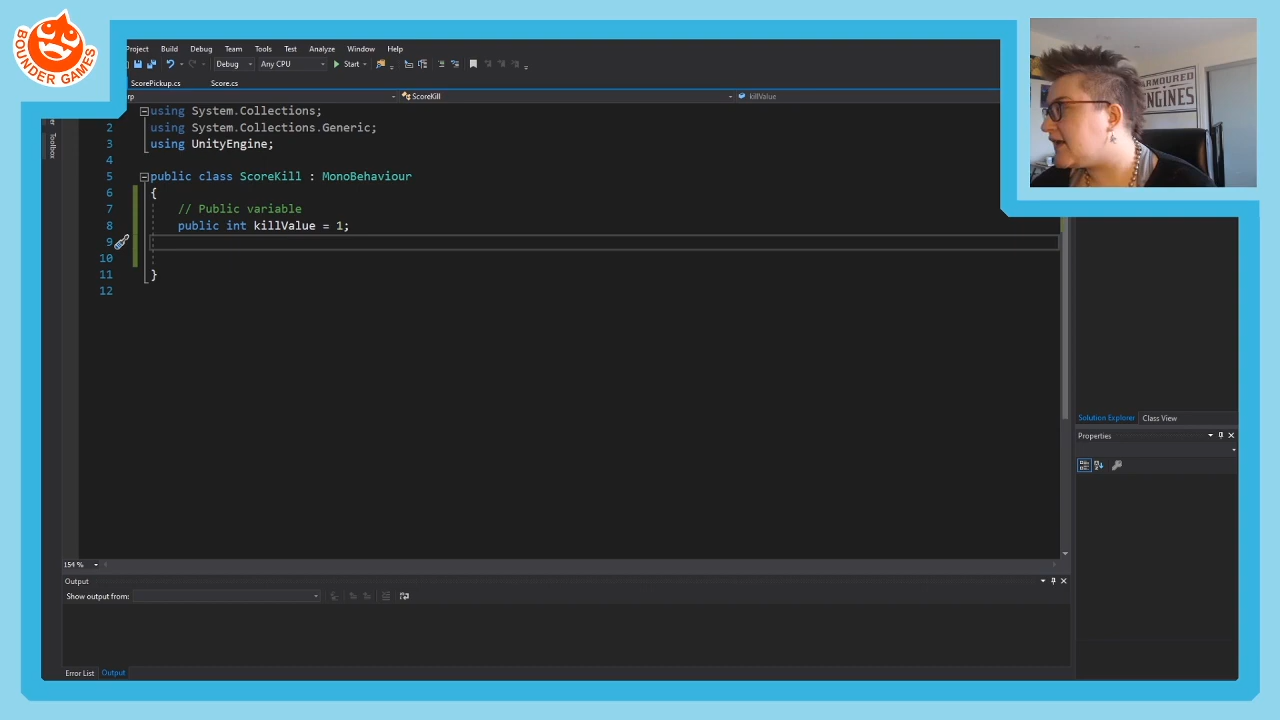 BOUNDER GAMES
Project Build Debug Team Tools Test Analyze Window Help
Debug Any CPU Start
ScorePickup.cs Score.cs
rp ScoreKill killValue
using System.Collections;
2 using System.Collections.Generic;
3 using UnityEngine;
4
5 public class ScoreKill : MonoBehaviour
6 {
7 // Public variable
8 public int killValue = 1;
9
10
11 }
12
Toolbox
ARMOURED
ENGINES
Solution Explorer Class View
Properties
154 %
Output
Show output from:
Error List Output